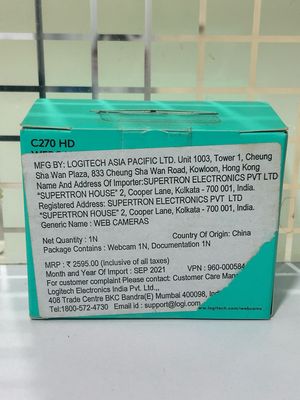 C270 HD
MFG BY: LOGITECH ASIA PACIFIC LTD. Unit 1003, Tower 1, Cheung
Sha Wan Plaza, 833 Cheung Sha Wan Road, Kowloon, Hong Kong
Name And Address Of Importer:SUPERTRON ELECTRONICS PVT LTD
"SUPERTRON HOUSE" 2, Cooper Lane, Kolkata - 700 001, India.
Registered Address: SUPERTRON ELECTRONICS PVT LTD
"SUPERTRON HOUSE" 2, Cooper Lane, Kolkata - 700 001, India.
Generic Name : WEB CAMERAS
Net Quantity : 1N Country Of Origin: China
Package Contains : Webcam 1N, Documentation 1N
MRP : ₹ 2595.00 (Inclusive of all taxes)
Month and Year Of Import : SEP 2021 VPN : 960-000584
For customer complaint Please contact: Customer Care Man
Logitech Electronics India Pvt. Ltd.,
408 Trade Centre BKC Bandra(E) Mumbai 400098,
Tel:1800-572-4730 Email id : support@logi.com
www.logitech.com/webcams